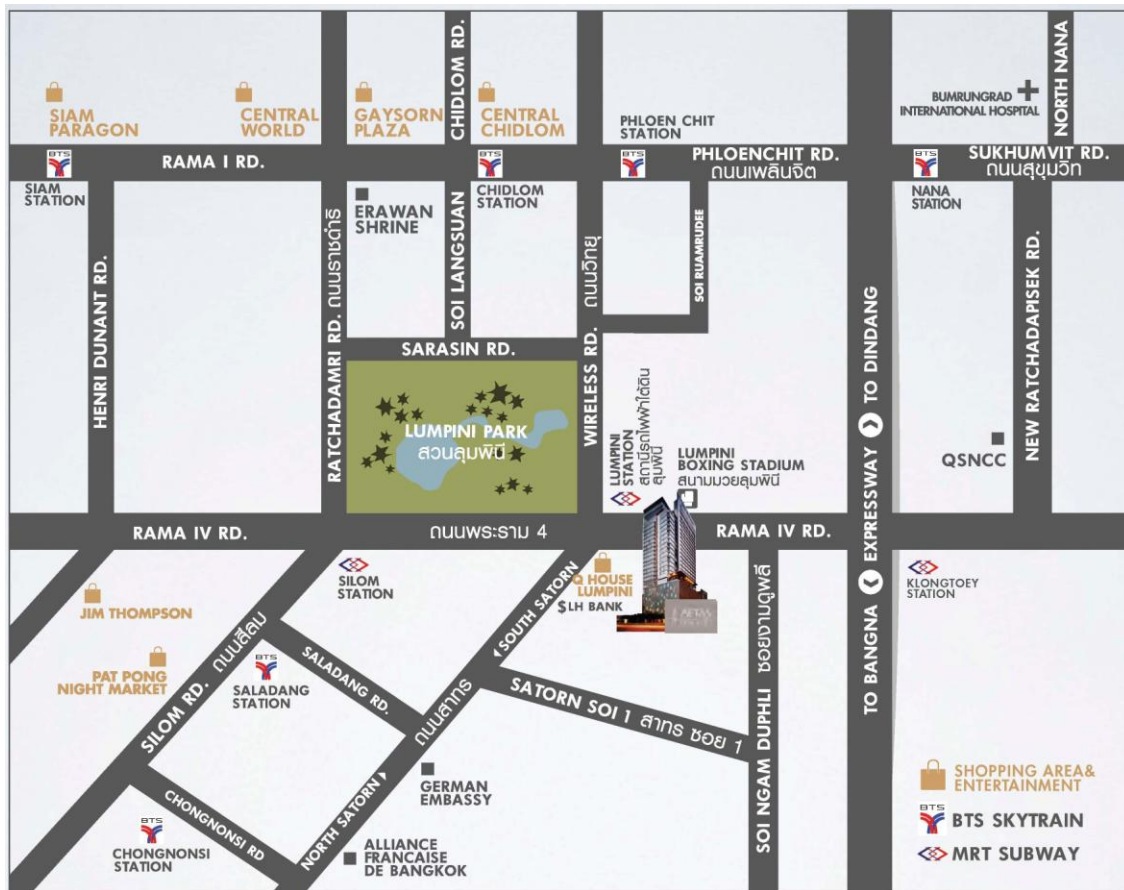 CHIDLOM RD.
NORTH NANA
SIAM
PARAGON
CENTRAL
WORLD
GAYSORN
PLAZA
CENTRAL
CHIDLOM
PHLOEN CHIT
STATION
BUMRUNGRAD
INTERNATIONAL HOSPITAL
BTS
SIAM
STATION
RAMA I RD.
BTS
CHIDLOM
STATION
BTS
PHLOENCHIT RD.
ถนนเพลินจิต
BTS
NANA
STATION
SUKHUMVIT RD.
ถนนสุขุมวิท
HENRI DUNANT RD.
RATCHADAMRI RD. ถนนราชดำริ
ERAWAN
SHRINE
SOI LANGSUAN
WIRELESS RD. ถนนวิทยุ
SOI RUAMRUDEE
TO BANGNA EXPRESSWAY TO DINDANG
NEW RATCHADAPISEK RD.
SARASIN RD.
LUMPINI PARK
สวนลุมพินี
LUMPINI
STATION
สถานีรถไฟฟ้าใต้ดิน
ลุมพินี
LUMPINI
BOXING STADIUM
สนามมวยลุมพินี
QSNCC
RAMA IV RD.
ถนนพระราม 4
RAMA IV RD.
JIM THOMPSON
PAT PONG
NIGHT MARKET
SILOM RD. ถนนสีลม
SILOM
STATION
SOUTH SATORN
Q HOUSE
LUMPINI
$LH BANK
KLONGTOEY
STATION
BTS
SALADANG
STATION
SALADANG RD.
ถนนสาทร
SATORN SOI 1 สาทร ซอย 1
SOI NGAM DUPHLI ซอยงามดูพลี
NORTH SATORN
GERMAN
EMBASSY
CHONGNONSI RD
BTS
CHONGNONSI
STATION
ALLIANCE
FRANCAISE
DE BANGKOK
SHOPPING AREA&
ENTERTAINMENT
BTS
BTS SKYTRAIN
MRT SUBWAY